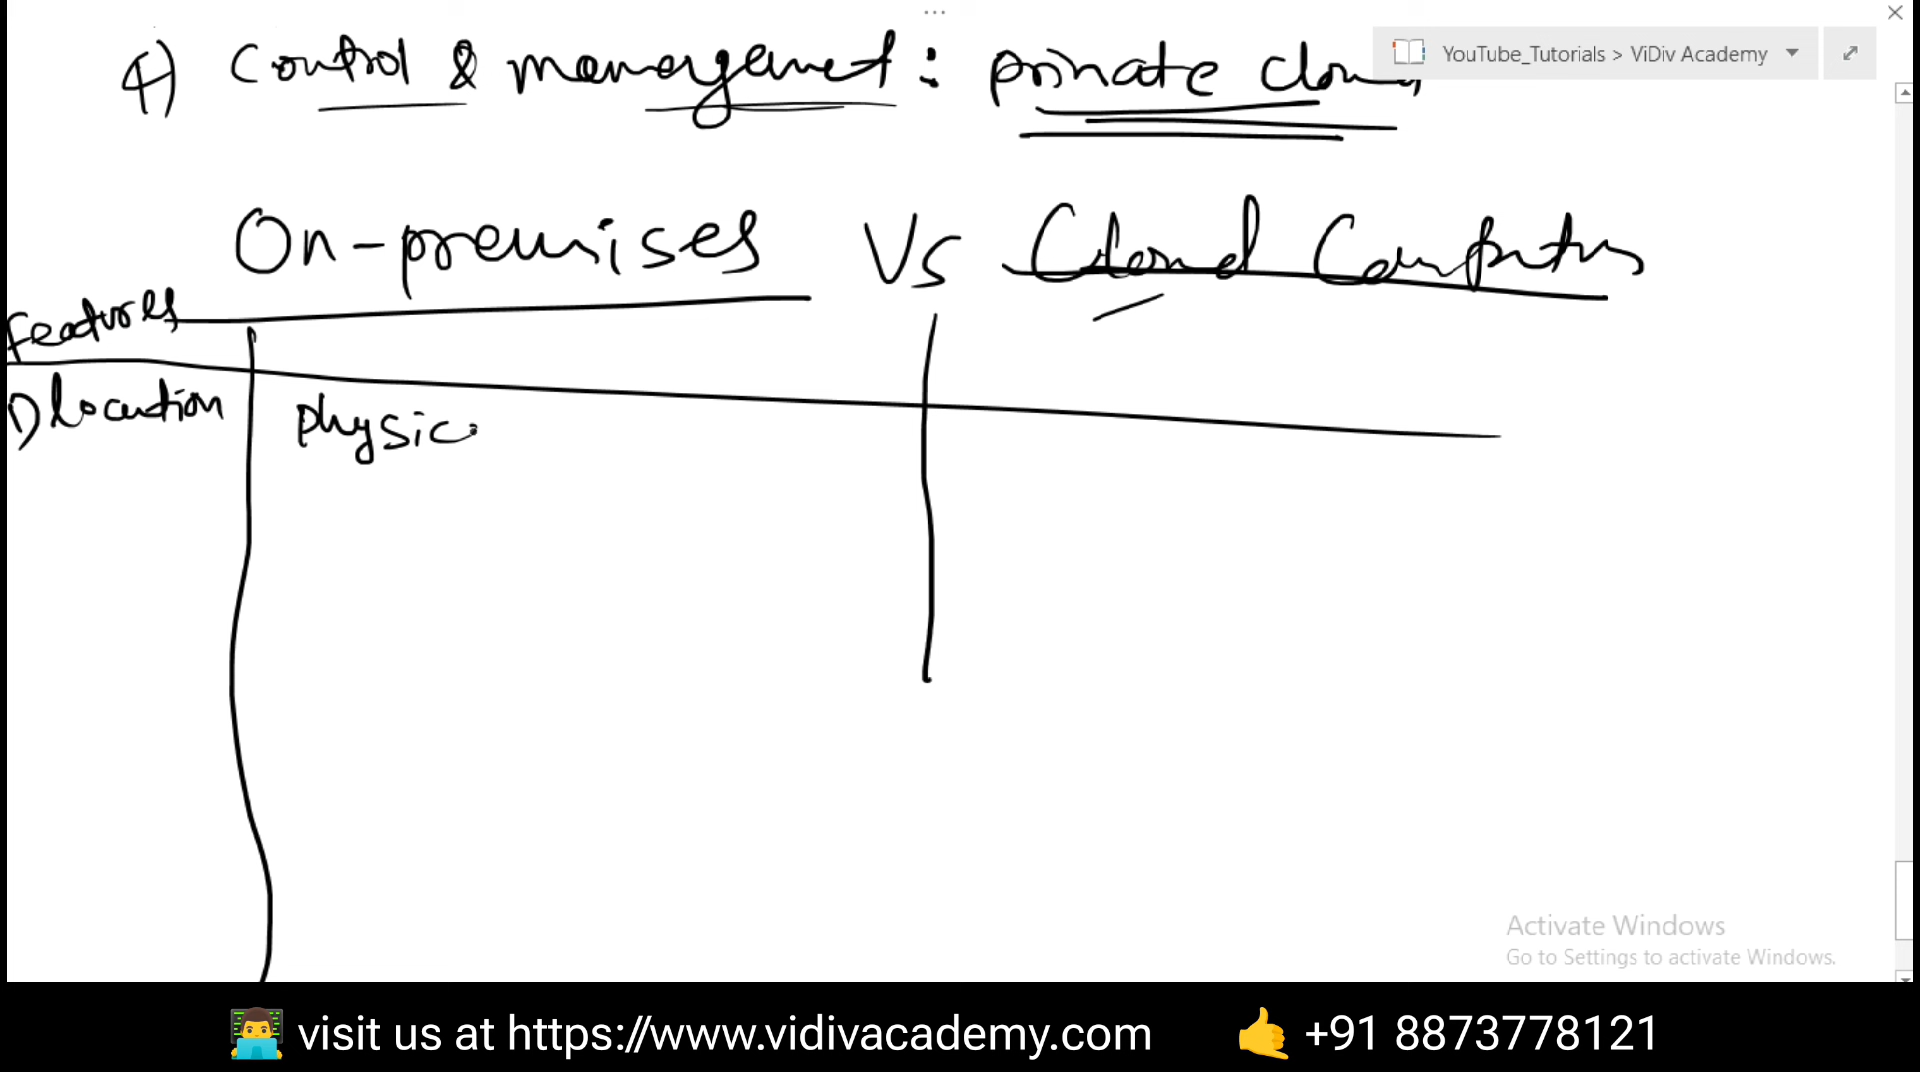 ...
4) Control & management : private cloud
YouTube_Tutorials > ViDiv Academy
On-premises Vs Cloud Computing
features
1) location
Physic
Activate Windows
Go to Settings to activate Windows.
visit us at https://www.vidivacademy.com +91 8873778121